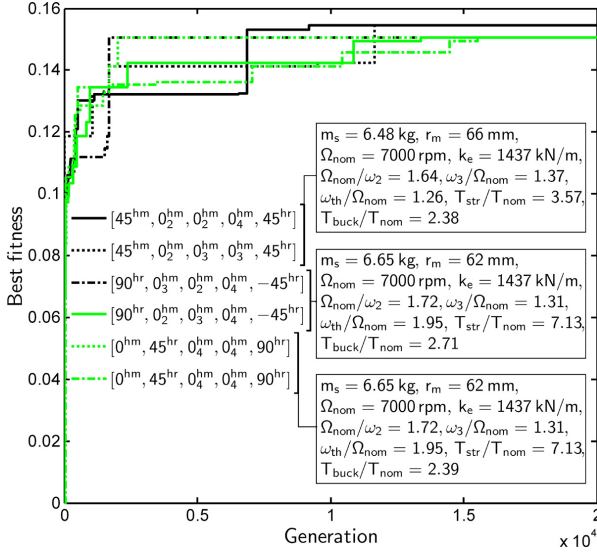 0.16
0.14
0.12
0.1
0.08
0.06
0.04
0.02
0
Best fitness
[45^hm, 0_2^hm, 0_2^hm, 0_4^hm, 45^hr]
[45^hm, 0_2^hm, 0_3^hm, 0_3^hm, 45^hr]
[90^hr, 0_3^hm, 0_2^hm, 0_4^hm, −45^hr]
[90^hr, 0_2^hm, 0_3^hm, 0_4^hm, −45^hr]
[0^hm, 45^hr, 0_4^hm, 0_4^hm, 90^hr]
[0^hm, 45^hr, 0_4^hm, 0_4^hm, 90^hr]
m_s = 6.48 kg, r_m = 66 mm,
Ω_nom = 7000 rpm, k_e = 1437 kN/m,
Ω_nom/ω_2 = 1.64, ω_3/Ω_nom = 1.37,
ω_th/Ω_nom = 1.26, T_str/T_nom = 3.57,
T_buck/T_nom = 2.38
m_s = 6.65 kg, r_m = 62 mm,
Ω_nom = 7000 rpm, k_e = 1437 kN/m,
Ω_nom/ω_2 = 1.72, ω_3/Ω_nom = 1.31,
ω_th/Ω_nom = 1.95, T_str/T_nom = 7.13,
T_buck/T_nom = 2.71
m_s = 6.65 kg, r_m = 62 mm,
Ω_nom = 7000 rpm, k_e = 1437 kN/m,
Ω_nom/ω_2 = 1.72, ω_3/Ω_nom = 1.31,
ω_th/Ω_nom = 1.95, T_str/T_nom = 7.13,
T_buck/T_nom = 2.39
0 0.5 1.0 1.5 2.0
Generation
x 10^4